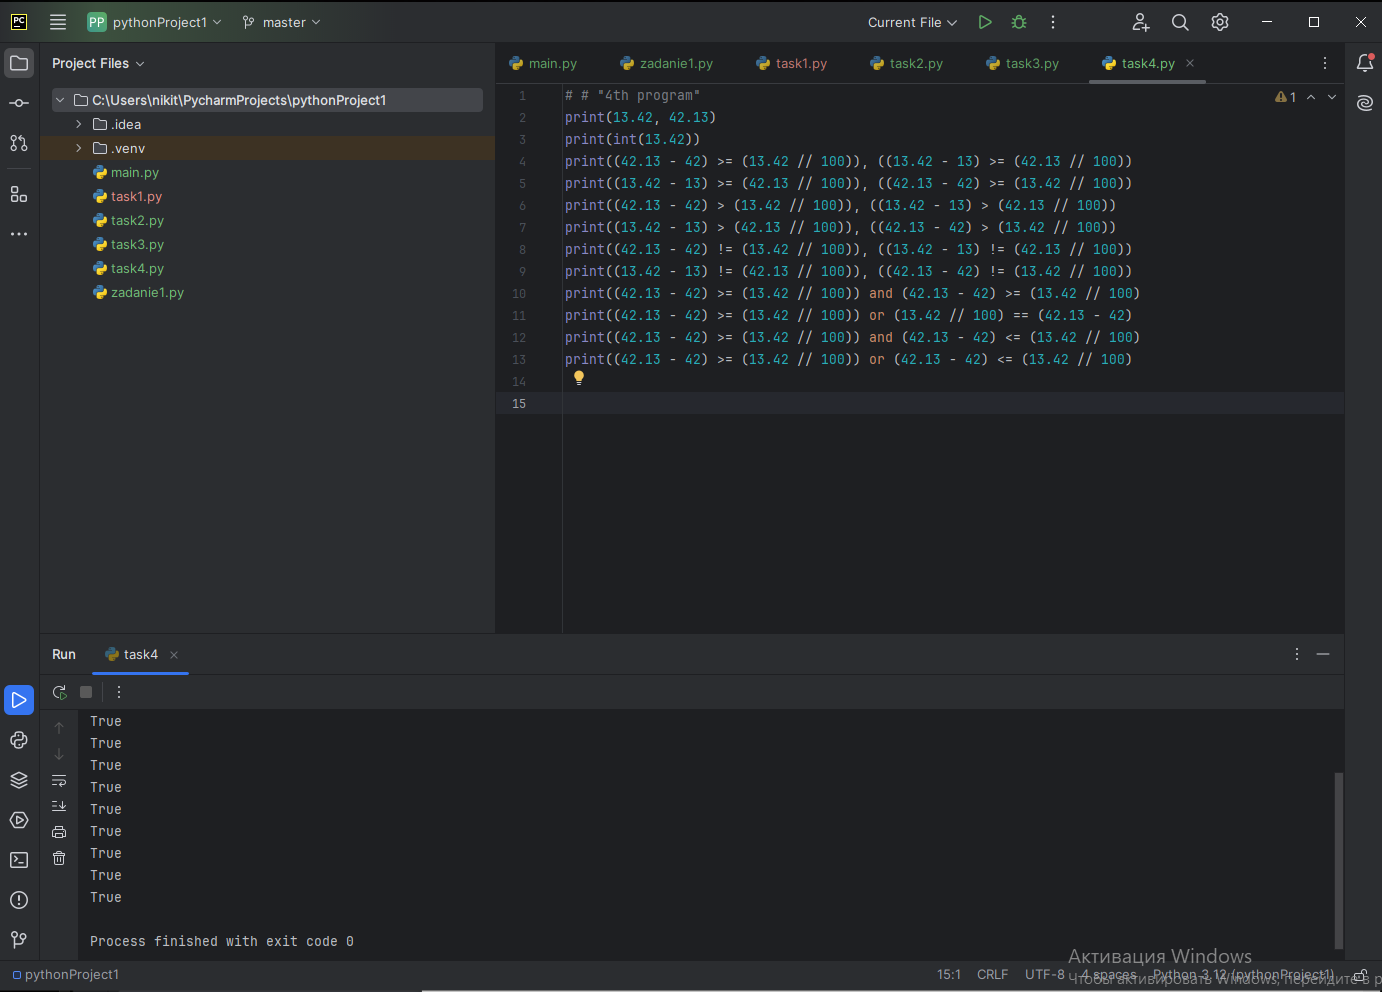 PC PP pythonProject1 master Current File
Project Files
main.py zadanie1.py task1.py task2.py task3.py task4.py
C:\Users\nikit\PycharmProjects\pythonProject1
.idea
.venv
main.py
task1.py
task2.py
task3.py
task4.py
zadanie1.py
1 # # "4th program"
2 print(13.42, 42.13)
3 print(int(13.42))
4 print((42.13 - 42) >= (13.42 // 100)), ((13.42 - 13) >= (42.13 // 100))
5 print((13.42 - 13) >= (42.13 // 100)), ((42.13 - 42) >= (13.42 // 100))
6 print((42.13 - 42) > (13.42 // 100)), ((13.42 - 13) > (42.13 // 100))
7 print((13.42 - 13) > (42.13 // 100)), ((42.13 - 42) > (13.42 // 100))
8 print((42.13 - 42) != (13.42 // 100)), ((13.42 - 13) != (42.13 // 100))
9 print((13.42 - 13) != (42.13 // 100)), ((42.13 - 42) != (13.42 // 100))
10 print((42.13 - 42) >= (13.42 // 100)) and (42.13 - 42) >= (13.42 // 100)
11 print((42.13 - 42) >= (13.42 // 100)) or (13.42 // 100) == (42.13 - 42)
12 print((42.13 - 42) >= (13.42 // 100)) and (42.13 - 42) <= (13.42 // 100)
13 print((42.13 - 42) >= (13.42 // 100)) or (42.13 - 42) <= (13.42 // 100)
14
15
1
Run task4
True
True
True
True
True
True
True
True
True
Process finished with exit code 0
Активация Windows
Чтобы активировать Windows, перейдите в
pythonProject1 15:1 CRLF UTF-8 4 spaces Python 3.12 (pythonProject1)